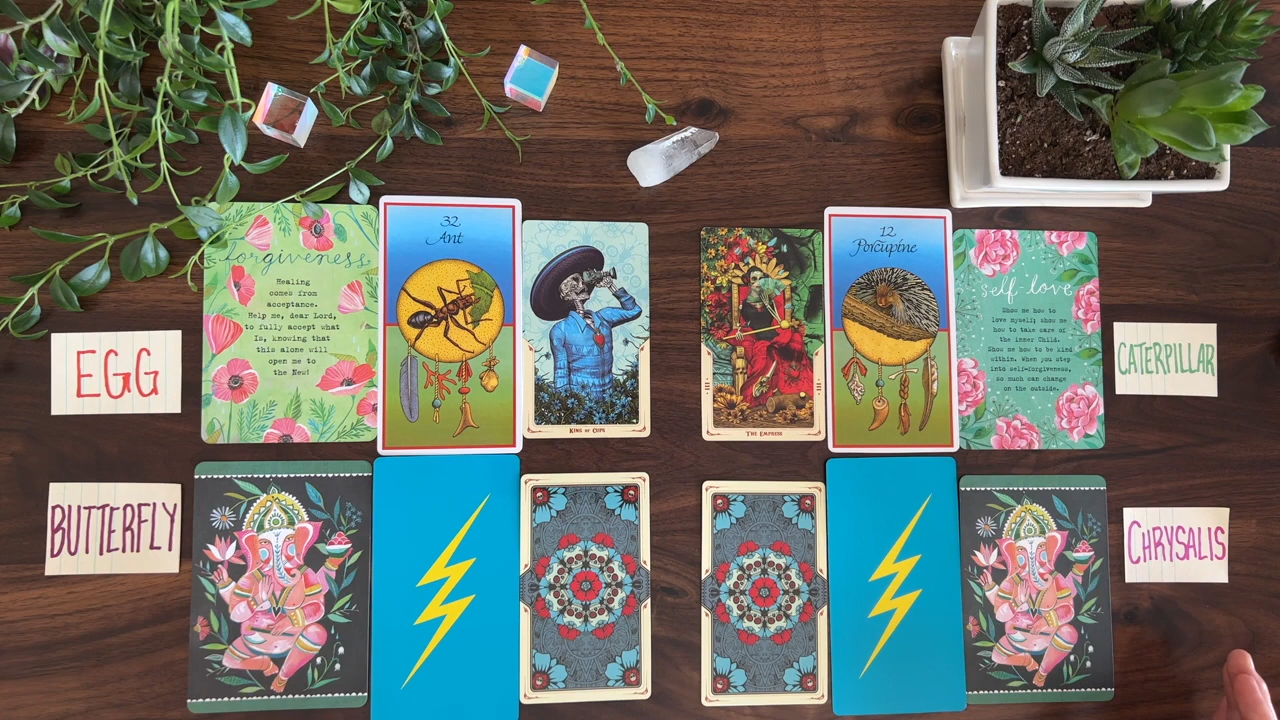 EGG
forgiveness
Healing
comes from
acceptance.
Help me, dear Lord,
to fully accept what
Is, knowing that
this alone will
open me to
the New!
32
Ant
KING OF CUPS
III
THE EMPRESS
III
12
Porcupine
self-love
Show me how to
love myself; show me
how to take care of
the inner Child.
Show me how to be kind
within. When you step
into self-forgiveness,
so much can change
on the outside.
CATERPILLAR
BUTTERFLY
CHRYSALIS